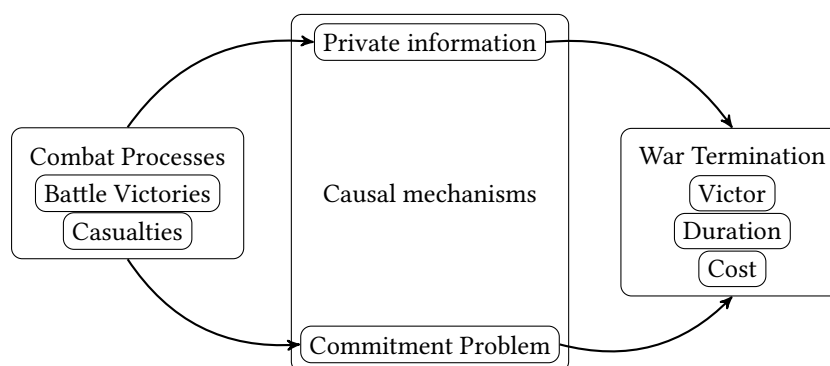 Private information
Combat Processes
Battle Victories
Casualties
Causal mechanisms
War Termination
Victor
Duration
Cost
Commitment Problem